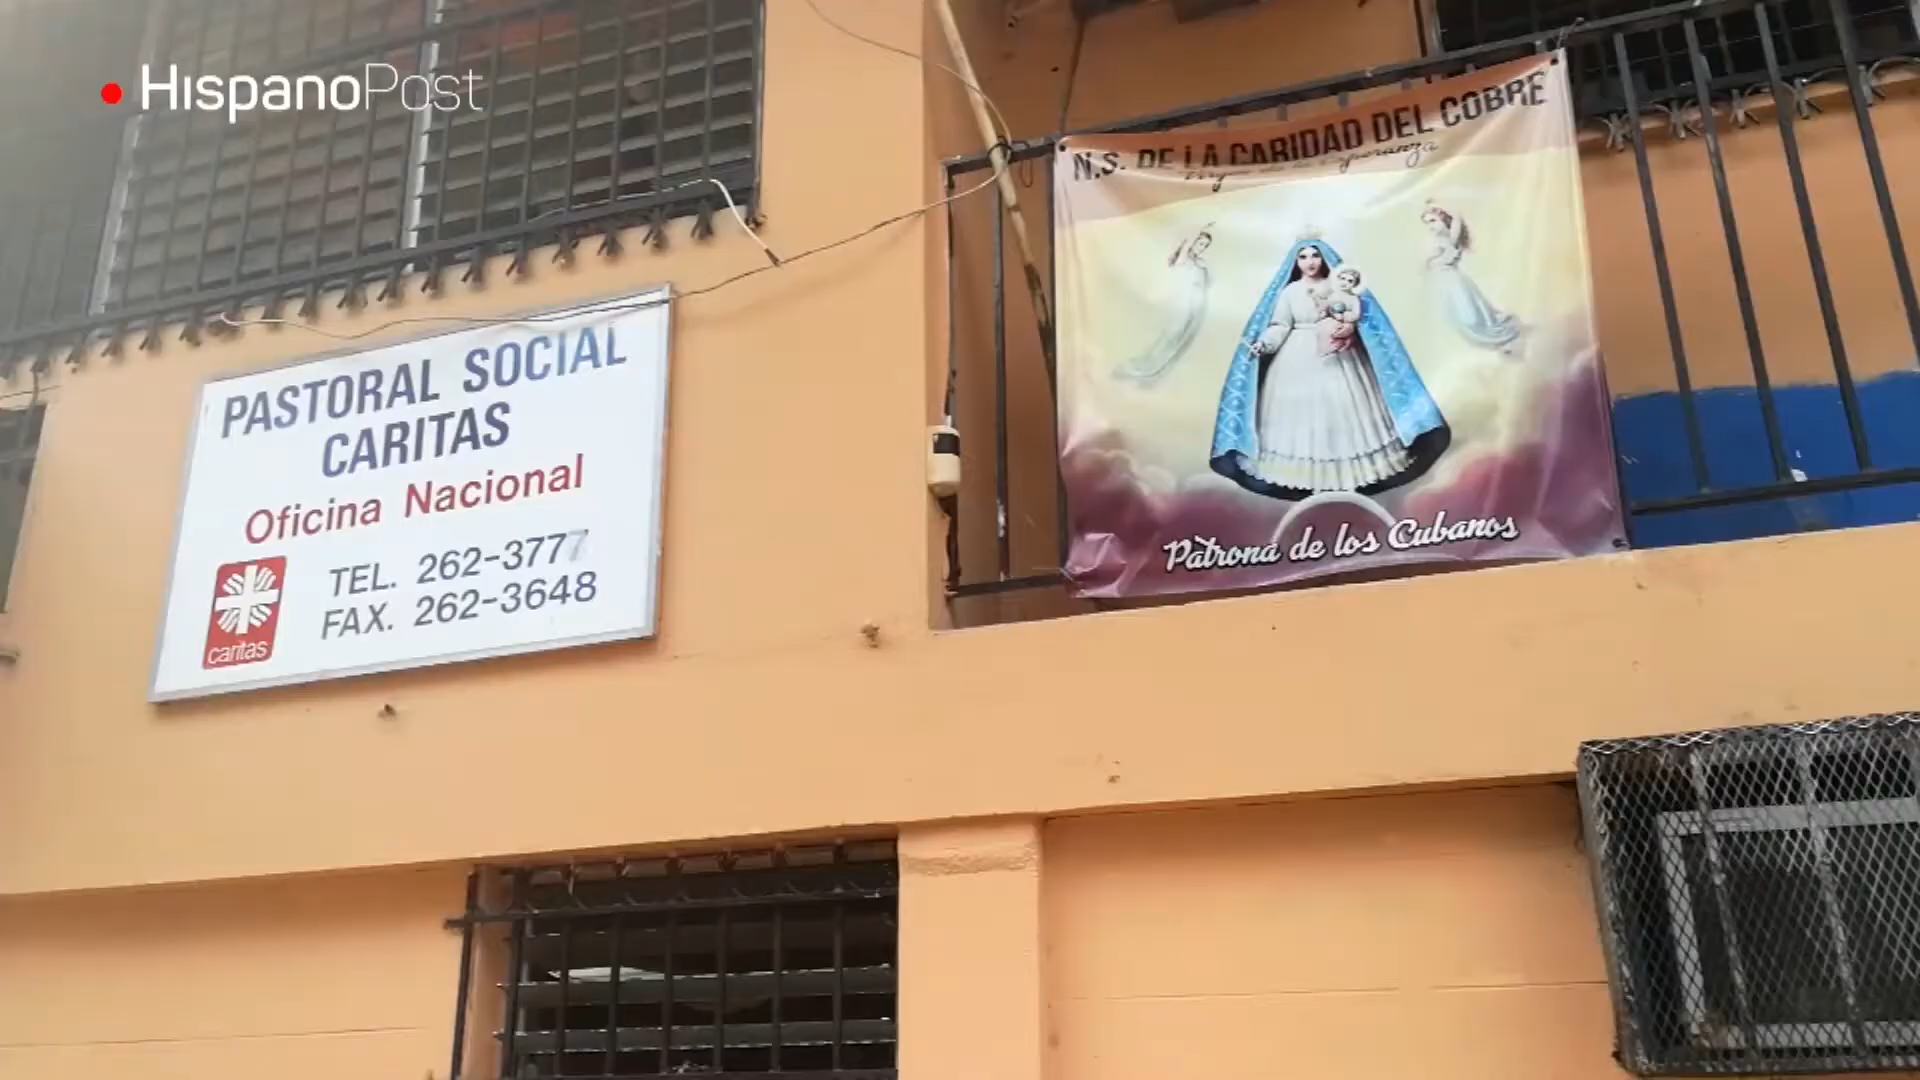 HispanoPost
PASTORAL SOCIAL
CARITAS
Oficina Nacional
TEL. 262-3777
FAX. 262-3648
caritas
N.S. DE LA CARIDAD DEL COBRE
Esperanza
Patrona de los Cubanos